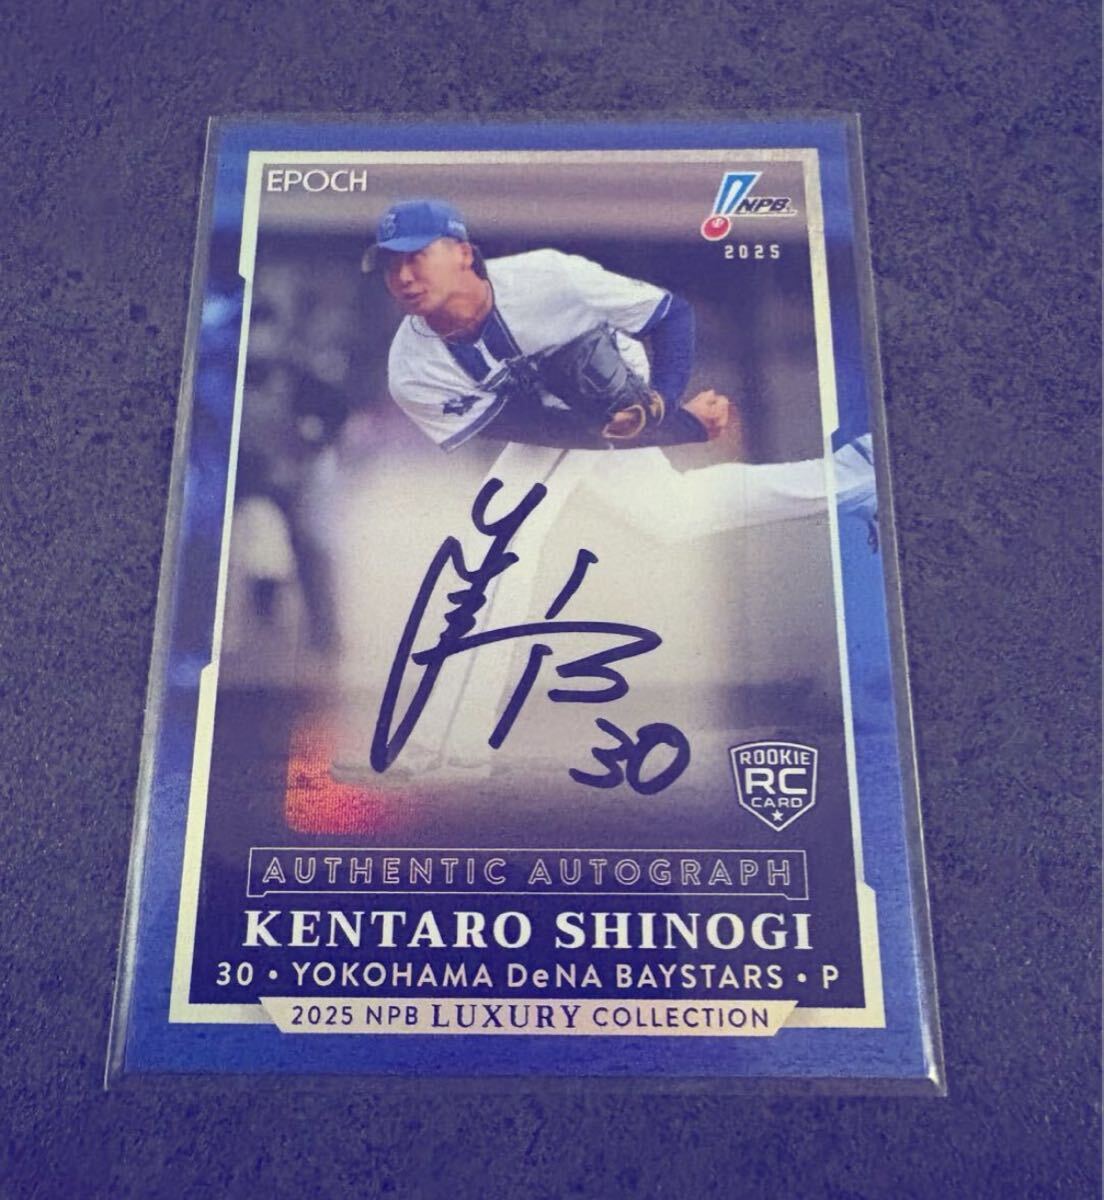 EPOCH
NPB
2025
30
ROOKIE
RC
CARD
AUTHENTIC AUTOGRAPH
KENTARO SHINOGI
30 • YOKOHAMA DeNA BAYSTARS • P
2025 NPB LUXURY COLLECTION